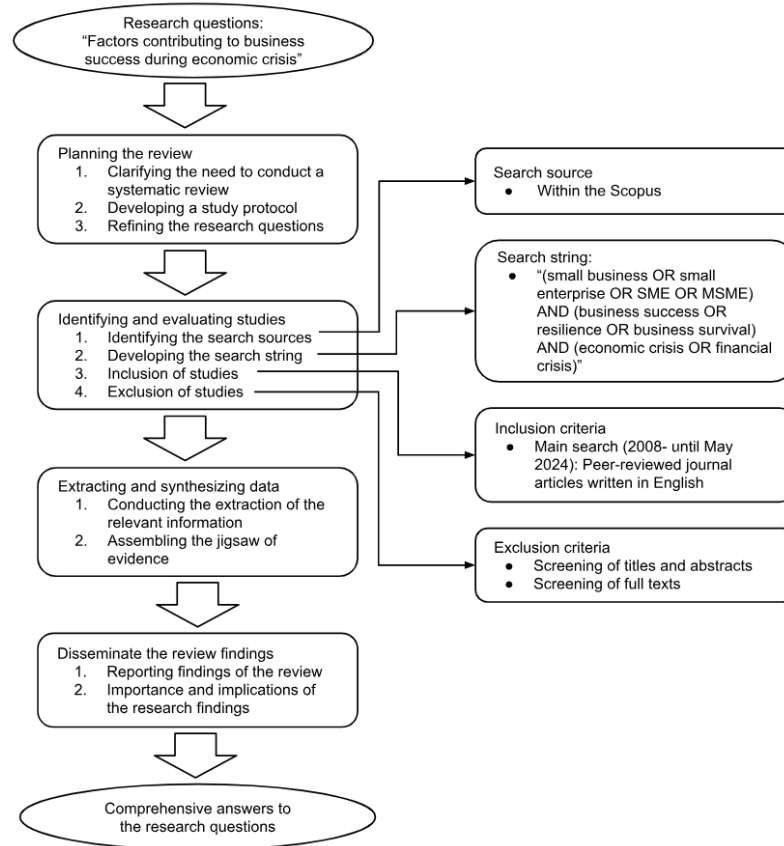 Research questions:
“Factors contributing to business
success during economic crisis”
Planning the review
1. Clarifying the need to conduct a
systematic review
2. Developing a study protocol
3. Refining the research questions
Identifying and evaluating studies
1. Identifying the search sources
2. Developing the search string
3. Inclusion of studies
4. Exclusion of studies
Extracting and synthesizing data
1. Conducting the extraction of the
relevant information
2. Assembling the jigsaw of
evidence
Disseminate the review findings
1. Reporting findings of the review
2. Importance and implications of
the research findings
Comprehensive answers to
the research questions
Search source
● Within the Scopus
Search string:
● “(small business OR small
enterprise OR SME OR MSME)
AND (business success OR
resilience OR business survival)
AND (economic crisis OR financial
crisis)”
Inclusion criteria
● Main search (2008- until May
2024): Peer-reviewed journal
articles written in English
Exclusion criteria
● Screening of titles and abstracts
● Screening of full texts